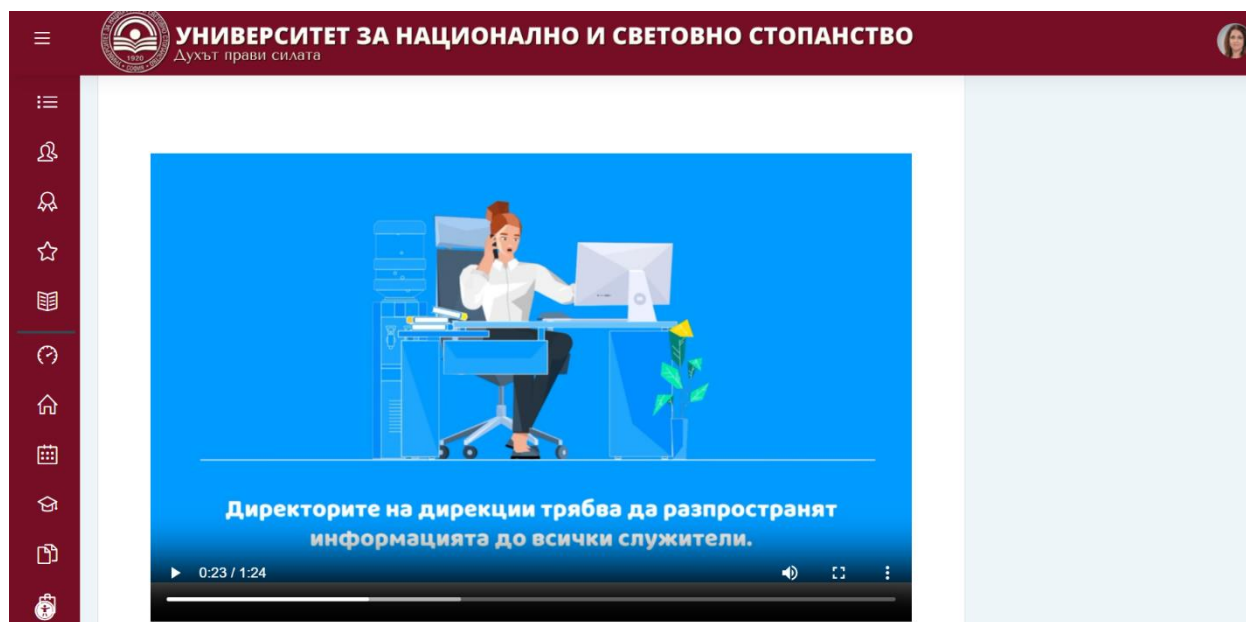 УНИВЕРСИТЕТ ЗА НАЦИОНАЛНО И СВЕТОВНО СТОПАНСТВО
Духът прави силата
1920
Директорите на дирекции трябва да разпространят
информацията до всички служители.
0:23 / 1:24